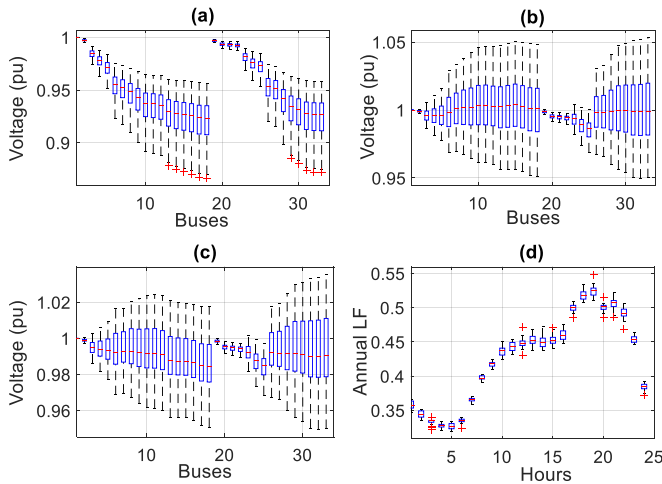 (a)
Voltage (pu)
1
0.95
0.9
10
20
30
Buses
(b)
Voltage (pu)
1.05
1
0.95
10
20
30
Buses
(c)
Voltage (pu)
1.02
1
0.98
0.96
10
20
30
Buses
(d)
Annual LF
0.55
0.5
0.45
0.4
0.35
5
10
15
20
25
Hours